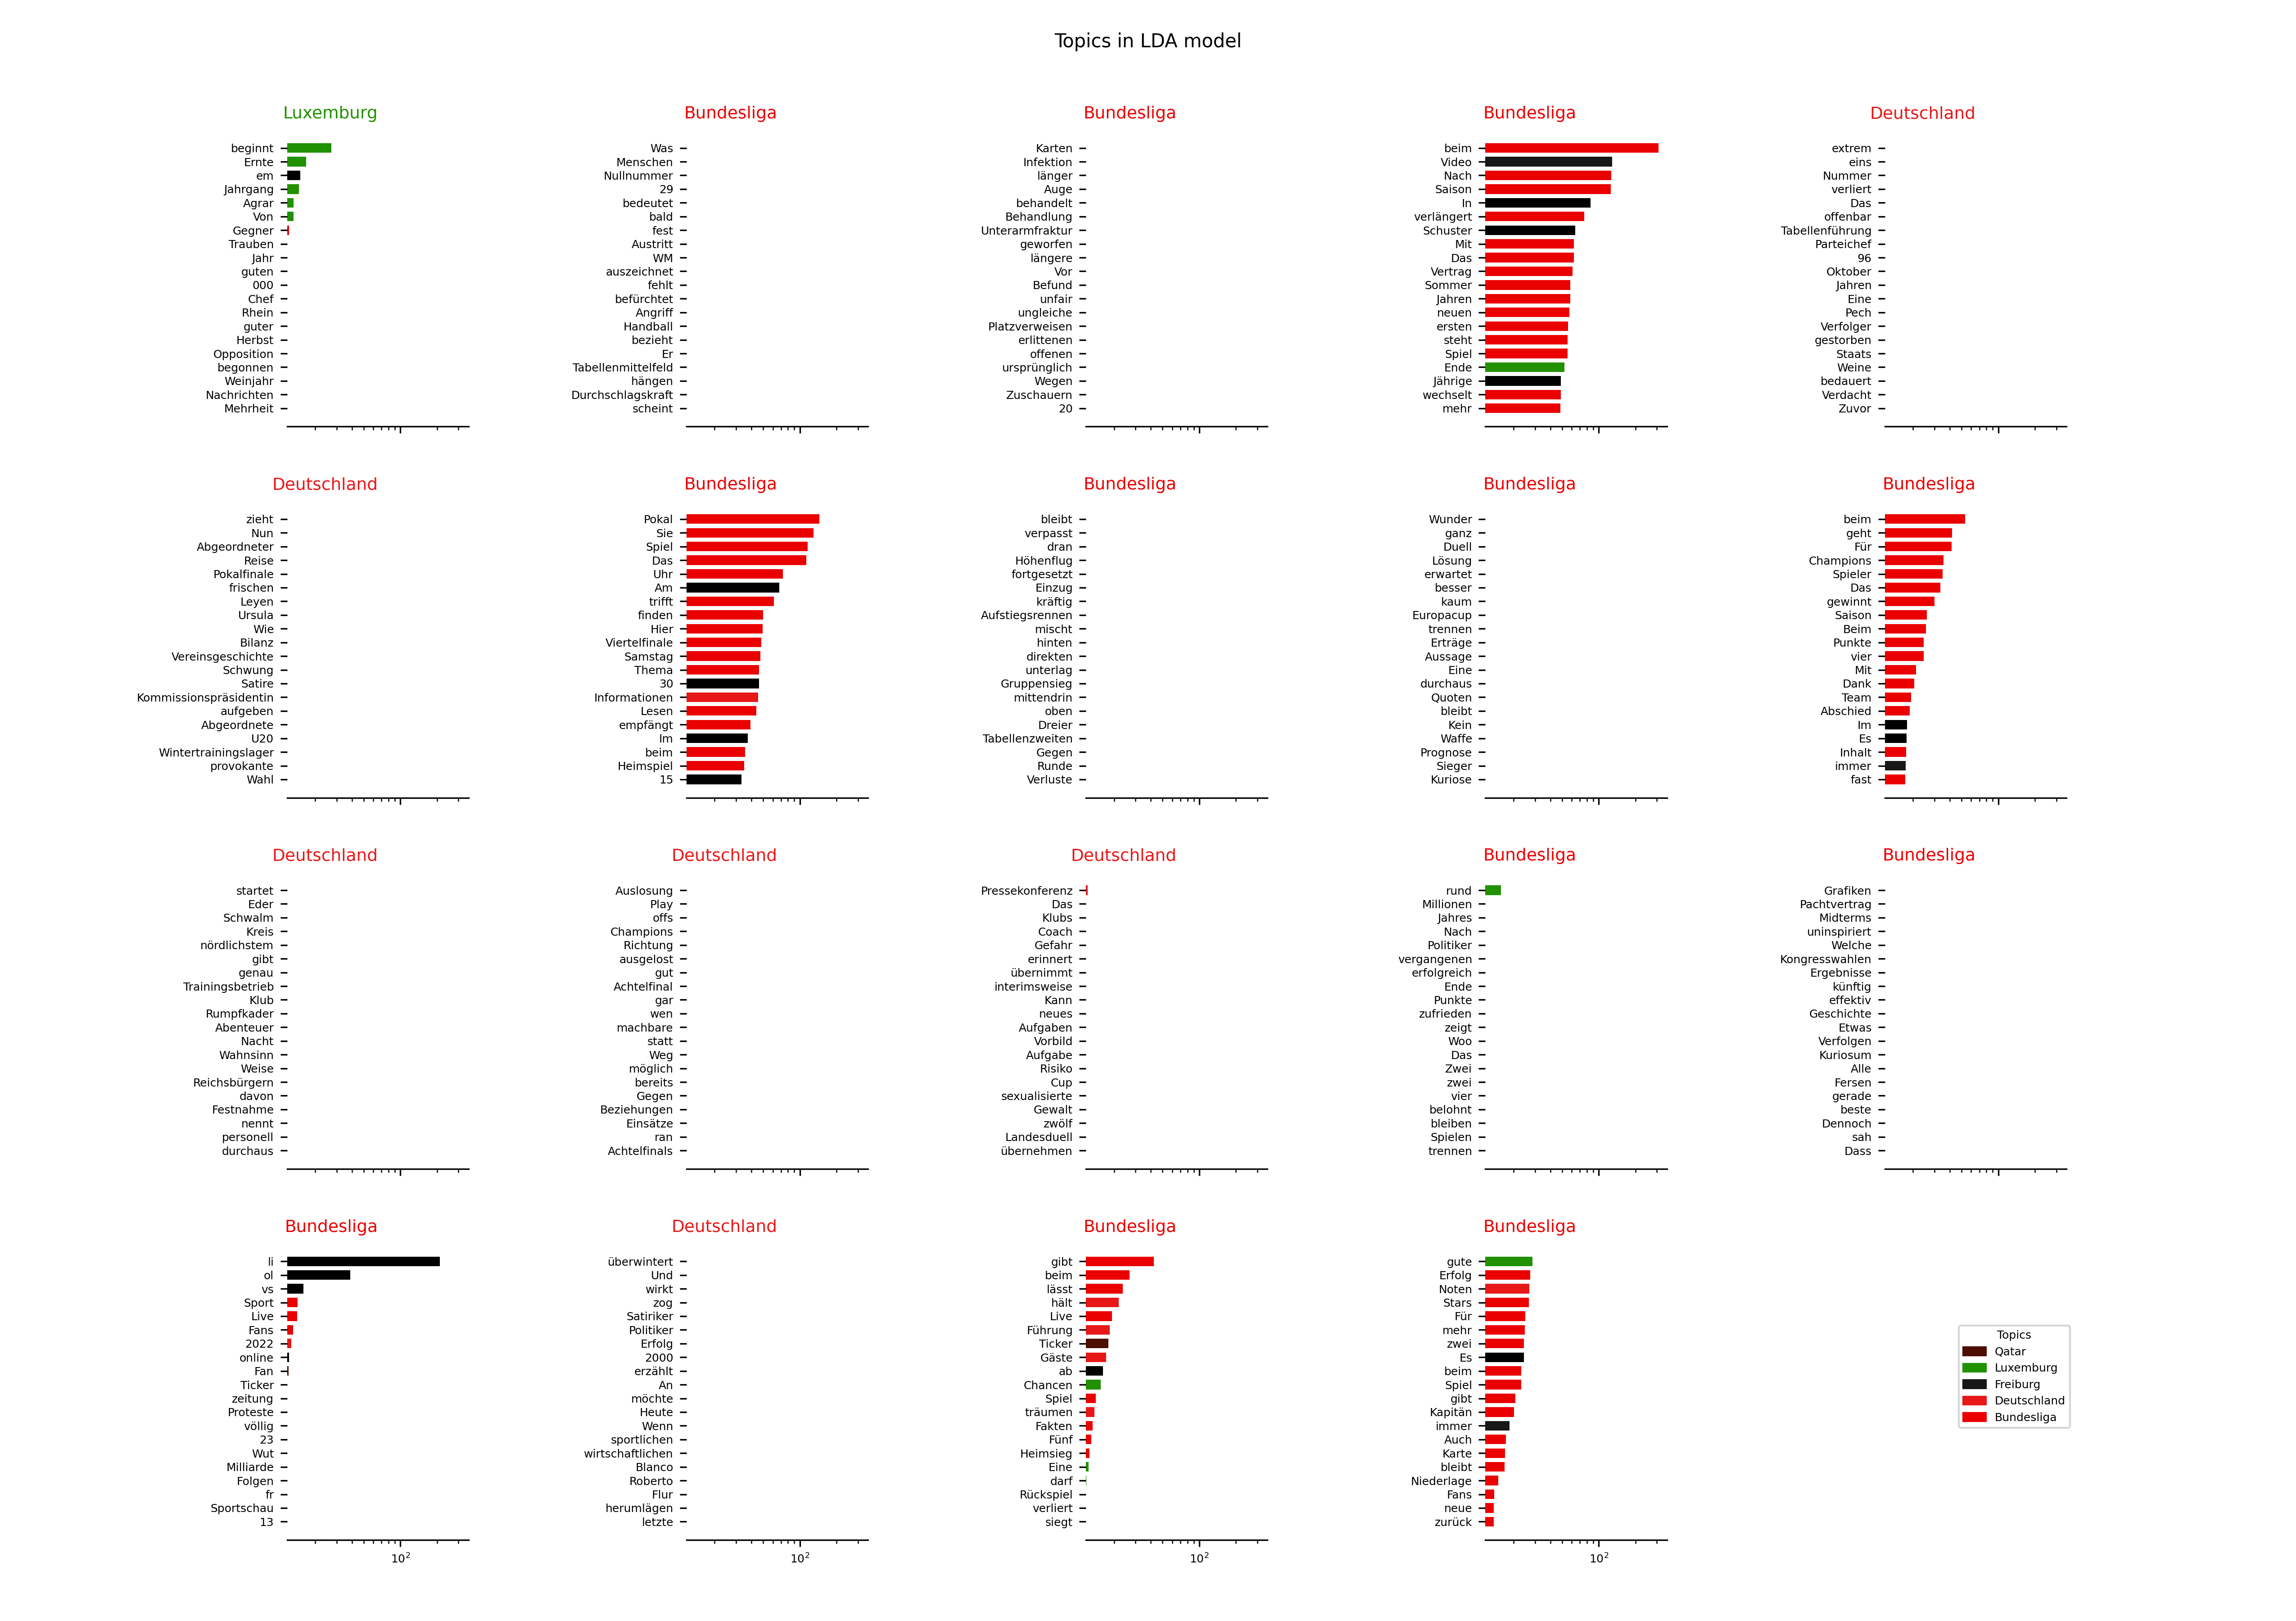 Topics in LDA model
Luxemburg
beginnt
Ernte
em
Jahrgang
Agrar
Von
Gegner
Trauben
Jahr
guten
000
Chef
Rhein
guter
Herbst
Opposition
begonnen
Weinjahr
Nachrichten
Mehrheit
Bundesliga
Was
Menschen
Nullnummer
29
bedeutet
bald
fest
Austritt
WM
auszeichnet
fehlt
befürchtet
Angriff
Handball
bezieht
Er
Tabellenmittelfeld
hängen
Durchschlagskraft
scheint
Bundesliga
Karten
Infektion
länger
Auge
behandelt
Behandlung
Unterarmfraktur
geworfen
längere
Vor
Befund
unfair
ungleiche
Platzverweisen
erlittenen
offenen
ursprünglich
Wegen
Zuschauern
20
Bundesliga
beim
Video
Nach
Saison
In
verlängert
Schuster
Mit
Das
Vertrag
Sommer
Jahren
neuen
ersten
steht
Spiel
Ende
Jährige
wechselt
mehr
Deutschland
extrem
eins
Nummer
verliert
Das
offenbar
Tabellenführung
Parteichef
96
Oktober
Jahren
Eine
Pech
Verfolger
gestorben
Staats
Weine
bedauert
Verdacht
Zuvor
Deutschland
zieht
Nun
Abgeordneter
Reise
Pokalfinale
frischen
Leyen
Ursula
Wie
Bilanz
Vereinsgeschichte
Schwung
Satire
Kommissionspräsidentin
aufgeben
Abgeordnete
U20
Wintertrainingslager
provokante
Wahl
Bundesliga
Pokal
Sie
Spiel
Das
Uhr
Am
trifft
finden
Hier
Viertelfinale
Samstag
Thema
30
Informationen
Lesen
empfängt
Im
beim
Heimspiel
15
Bundesliga
bleibt
verpasst
dran
Höhenflug
fortgesetzt
Einzug
kräftig
Aufstiegsrennen
mischt
hinten
direkten
unterlag
Gruppensieg
mittendrin
oben
Dreier
Tabellenzweiten
Gegen
Runde
Verluste
Bundesliga
Wunder
ganz
Duell
Lösung
erwartet
besser
kaum
Europacup
trennen
Erträge
Aussage
Eine
durchaus
Quoten
bleibt
Kein
Waffe
Prognose
Sieger
Kuriose
Bundesliga
beim
geht
Für
Champions
Spieler
Das
gewinnt
Saison
Beim
Punkte
vier
Mit
Dank
Team
Abschied
Im
Es
Inhalt
immer
fast
Deutschland
startet
Eder
Schwalm
Kreis
nördlichstem
gibt
genau
Trainingsbetrieb
Klub
Rumpfkader
Abenteuer
Nacht
Wahnsinn
Weise
Reichsbürgern
davon
Festnahme
nennt
personell
durchaus
Deutschland
Auslosung
Play
offs
Champions
Richtung
ausgelost
gut
Achtelfinal
gar
wen
machbare
statt
Weg
möglich
bereits
Gegen
Beziehungen
Einsätze
ran
Achtelfinals
Deutschland
Pressekonferenz
Das
Klubs
Coach
Gefahr
erinnert
übernimmt
interimsweise
Kann
neues
Aufgaben
Vorbild
Aufgabe
Risiko
Cup
sexualisierte
Gewalt
zwölf
Landesduell
übernehmen
Bundesliga
rund
Millionen
Jahres
Nach
Politiker
vergangenen
erfolgreich
Ende
Punkte
zufrieden
zeigt
Woo
Das
Zwei
zwei
vier
belohnt
bleiben
Spielen
trennen
Bundesliga
Grafiken
Pachtvertrag
Midterms
uninspiriert
Welche
Kongresswahlen
Ergebnisse
künftig
effektiv
Geschichte
Etwas
Verfolgen
Kuriosum
Alle
Fersen
gerade
beste
Dennoch
sah
Dass
Bundesliga
li
ol
vs
Sport
Live
Fans
2022
online
Fan
Ticker
zeitung
Proteste
völlig
23
Wut
Milliarde
Folgen
fr
Sportschau
13
10²
Deutschland
überwintert
Und
wirkt
zog
Satiriker
Politiker
Erfolg
2000
erzählt
An
möchte
Heute
Wenn
sportlichen
wirtschaftlichen
Blanco
Roberto
Flur
herumlägen
letzte
10²
Bundesliga
gibt
beim
lässt
hält
Live
Führung
Ticker
Gäste
ab
Chancen
Spiel
träumen
Fakten
Fünf
Heimsieg
Eine
darf
Rückspiel
verliert
siegt
10²
Bundesliga
gute
Erfolg
Noten
Stars
Für
mehr
zwei
Es
beim
Spiel
gibt
Kapitän
immer
Auch
Karte
bleibt
Niederlage
Fans
neue
zurück
10²
Topics
Qatar
Luxemburg
Freiburg
Deutschland
Bundesliga